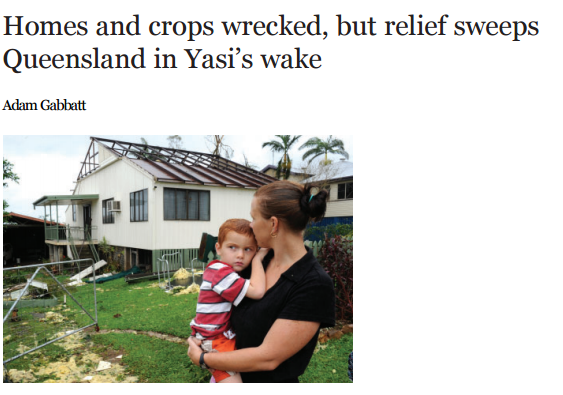 Homes and crops wrecked, but relief sweeps
Queensland in Yasi’s wake
Adam Gabbatt